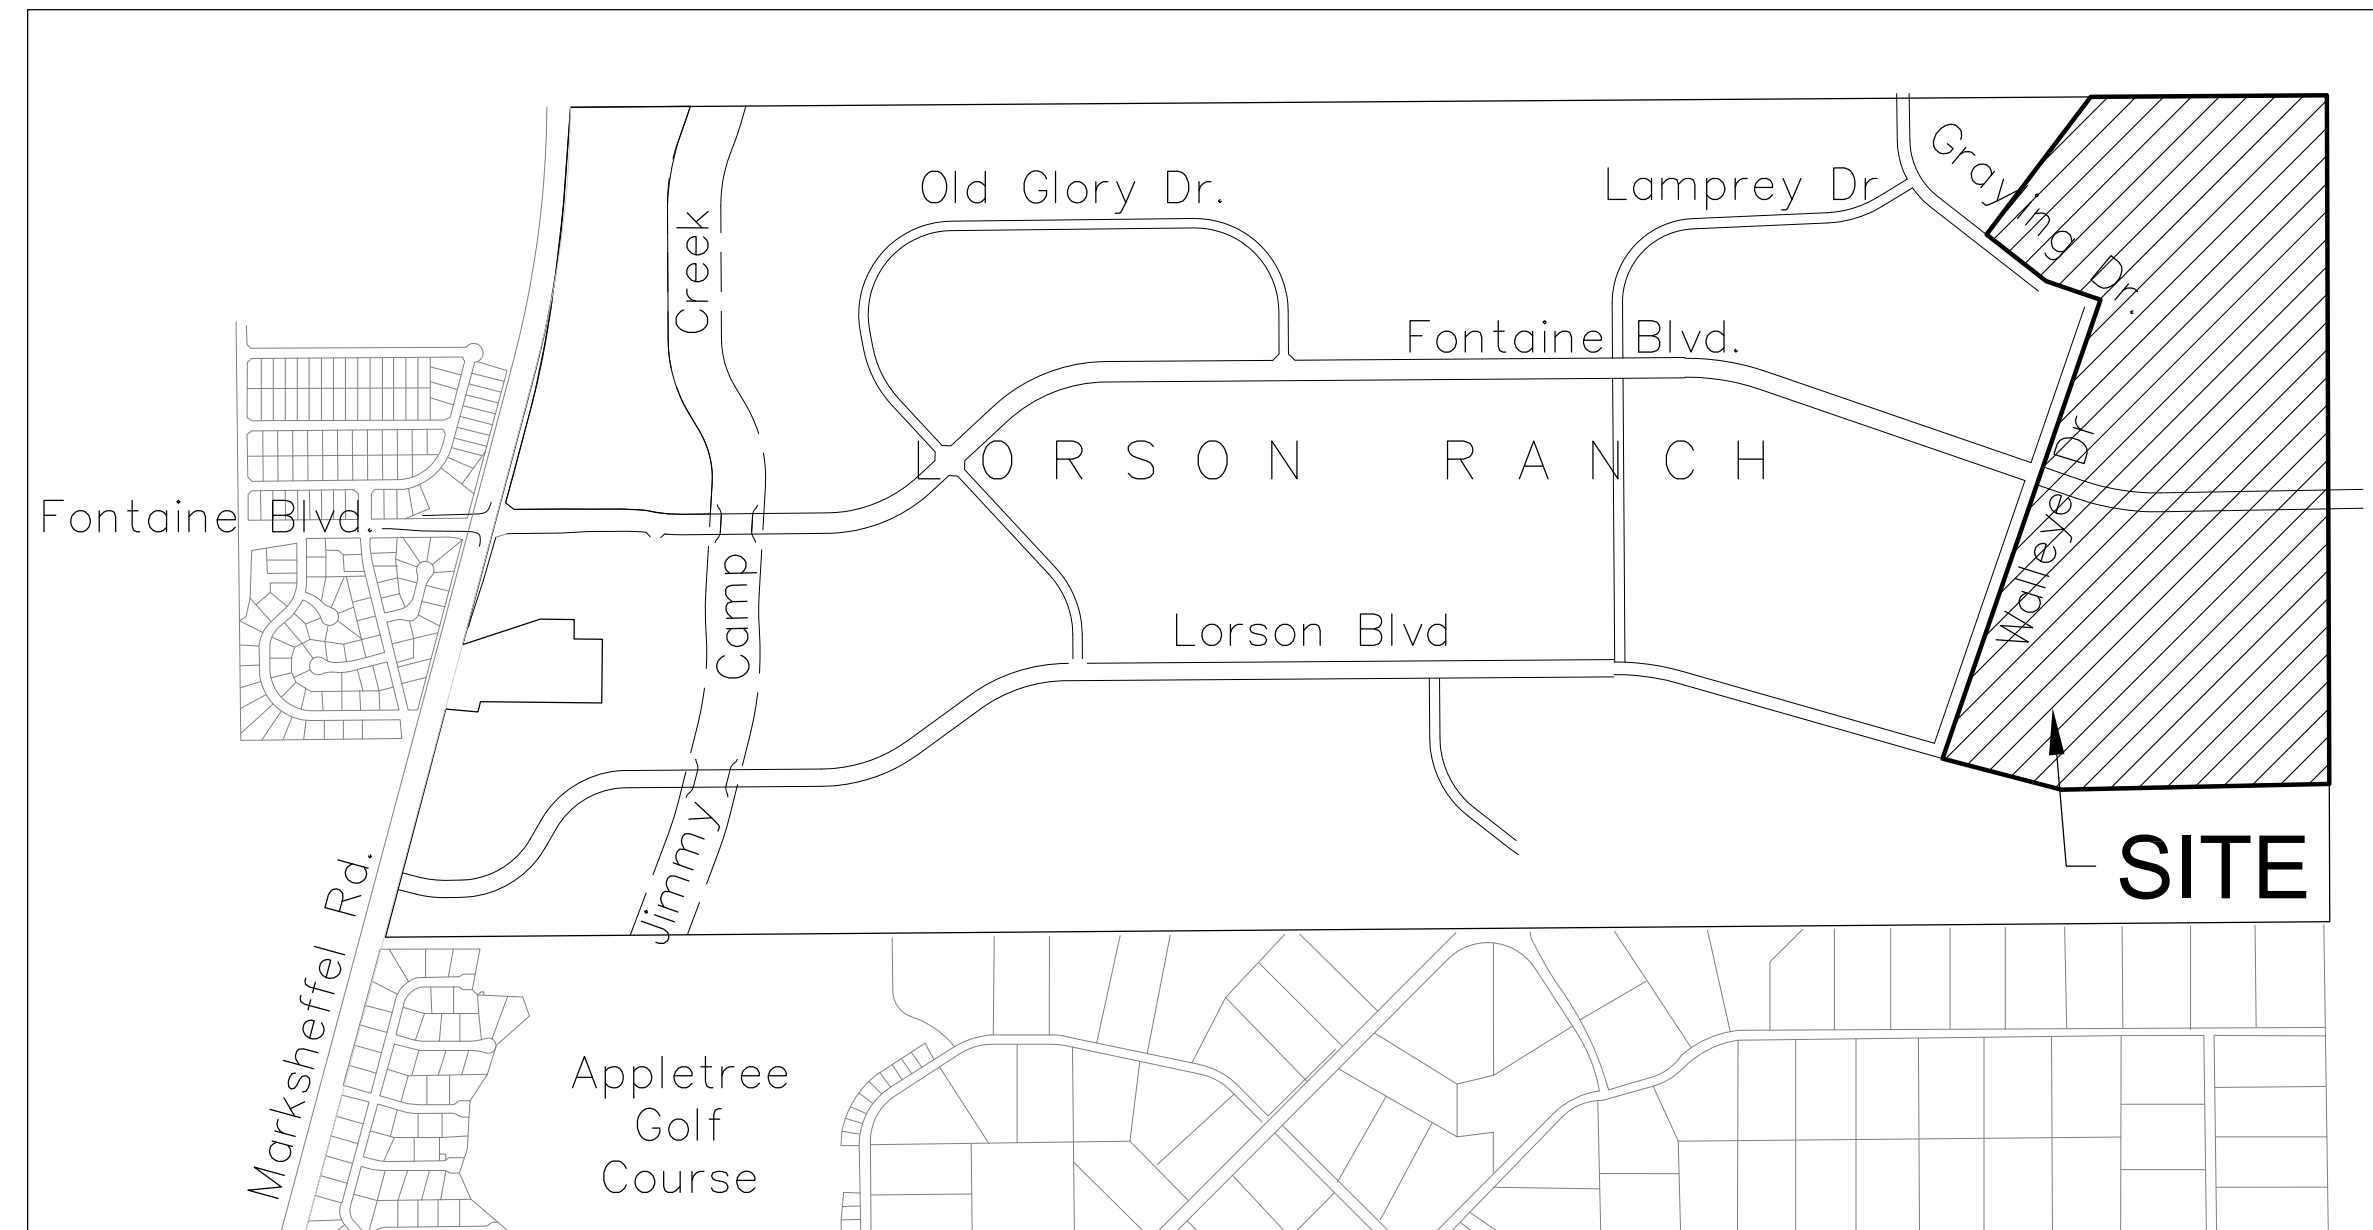 Old Glory Dr.
Lamprey Dr
Grayling Dr.
Fontaine Blvd.
LORSON RANCH
Fontaine Blvd.
Walleye Dr
Lorson Blvd
Jimmy Camp Creek
SITE
Marksheffel Rd.
Appletree
Golf
Course